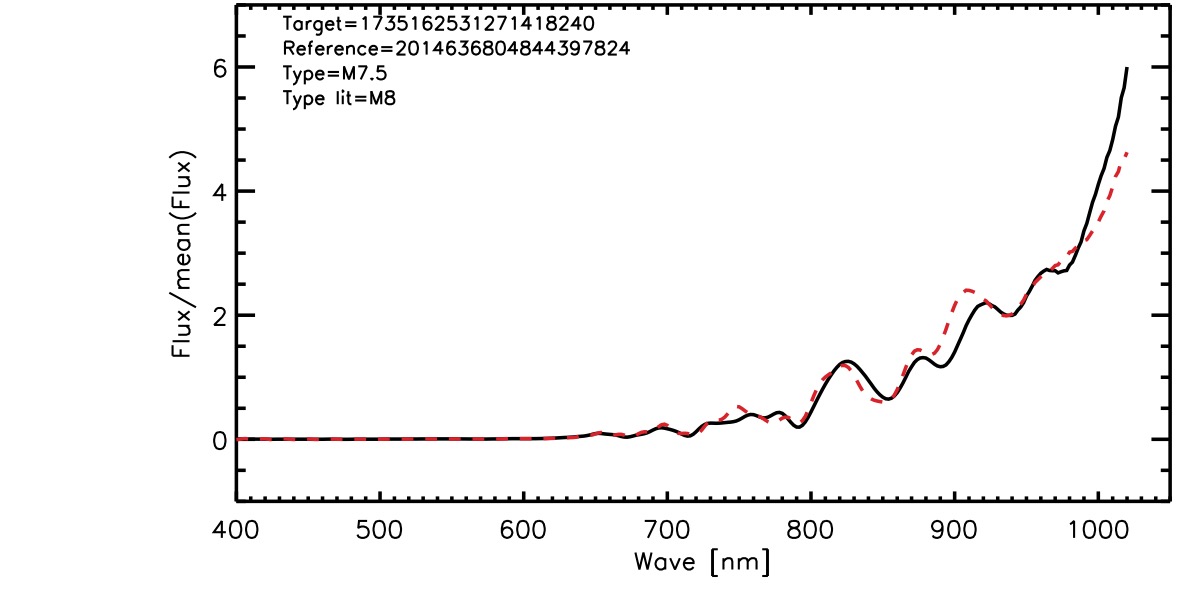 Target=1735162531271418240
Reference=2014636804844397824
Type=M7.5
Type lit=M8
6
4
2
0
Flux/mean(Flux)
400 500 600 700 800 900 1000
Wave [nm]